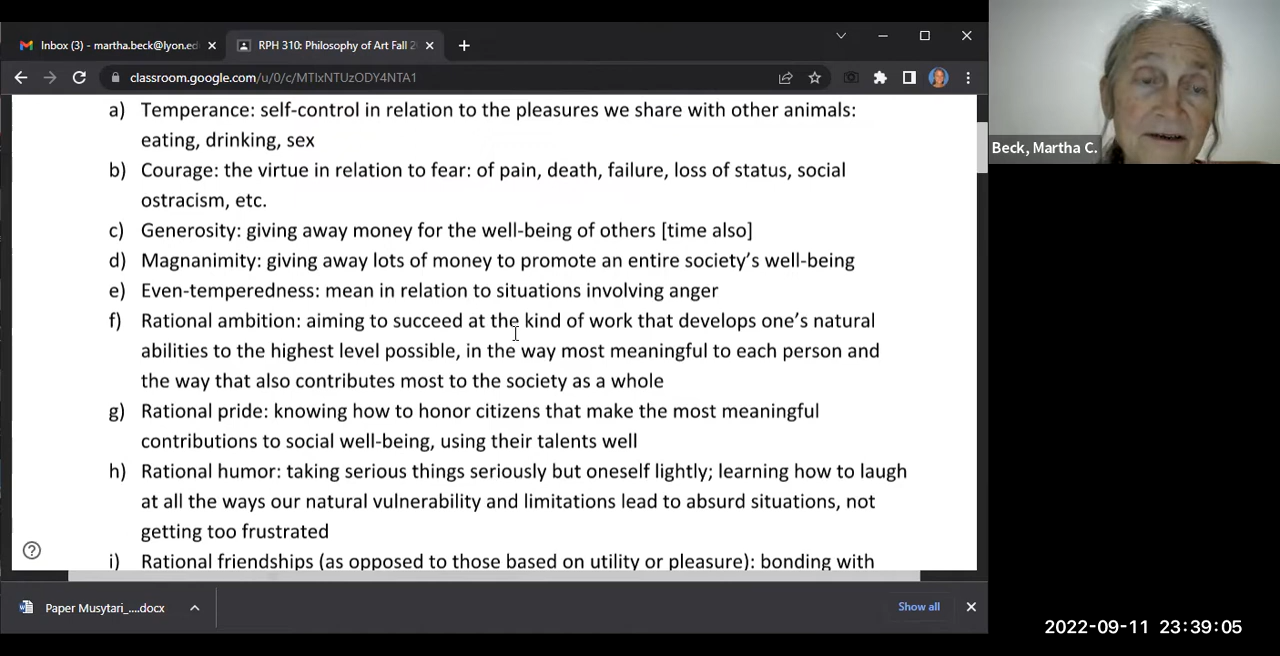 Inbox (3) - martha.beck@lyon.ed
RPH 310: Philosophy of Art Fall 2
classroom.google.com/u/0/c/MTIxNTUzODY4NTA1
a) Temperance: self-control in relation to the pleasures we share with other animals:
eating, drinking, sex
b) Courage: the virtue in relation to fear: of pain, death, failure, loss of status, social
ostracism, etc.
c) Generosity: giving away money for the well-being of others [time also]
d) Magnanimity: giving away lots of money to promote an entire society’s well-being
e) Even-temperedness: mean in relation to situations involving anger
f) Rational ambition: aiming to succeed at the kind of work that develops one’s natural
abilities to the highest level possible, in the way most meaningful to each person and
the way that also contributes most to the society as a whole
g) Rational pride: knowing how to honor citizens that make the most meaningful
contributions to social well-being, using their talents well
h) Rational humor: taking serious things seriously but oneself lightly; learning how to laugh
at all the ways our natural vulnerability and limitations lead to absurd situations, not
getting too frustrated
i) Rational friendships (as opposed to those based on utility or pleasure): bonding with
Paper Musytari_....docx
Show all
Beck, Martha C.
2022-09-11 23:39:05